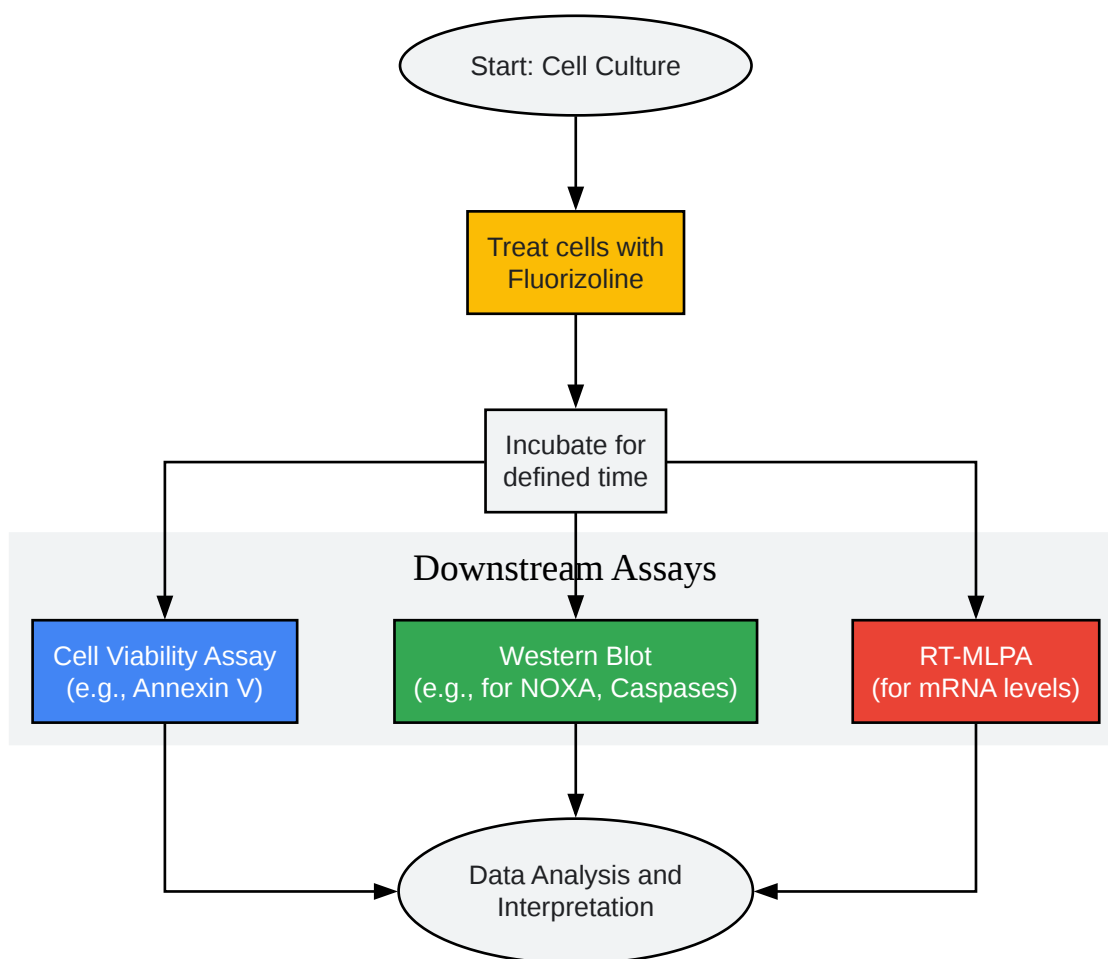 Start: Cell Culture
Treat cells with
Fluorizoline
Incubate for
defined time
Downstream Assays
Cell Viability Assay
(e.g., Annexin V)
Western Blot
(e.g., for NOXA, Caspases)
RT-MLPA
(for mRNA levels)
Data Analysis and
Interpretation